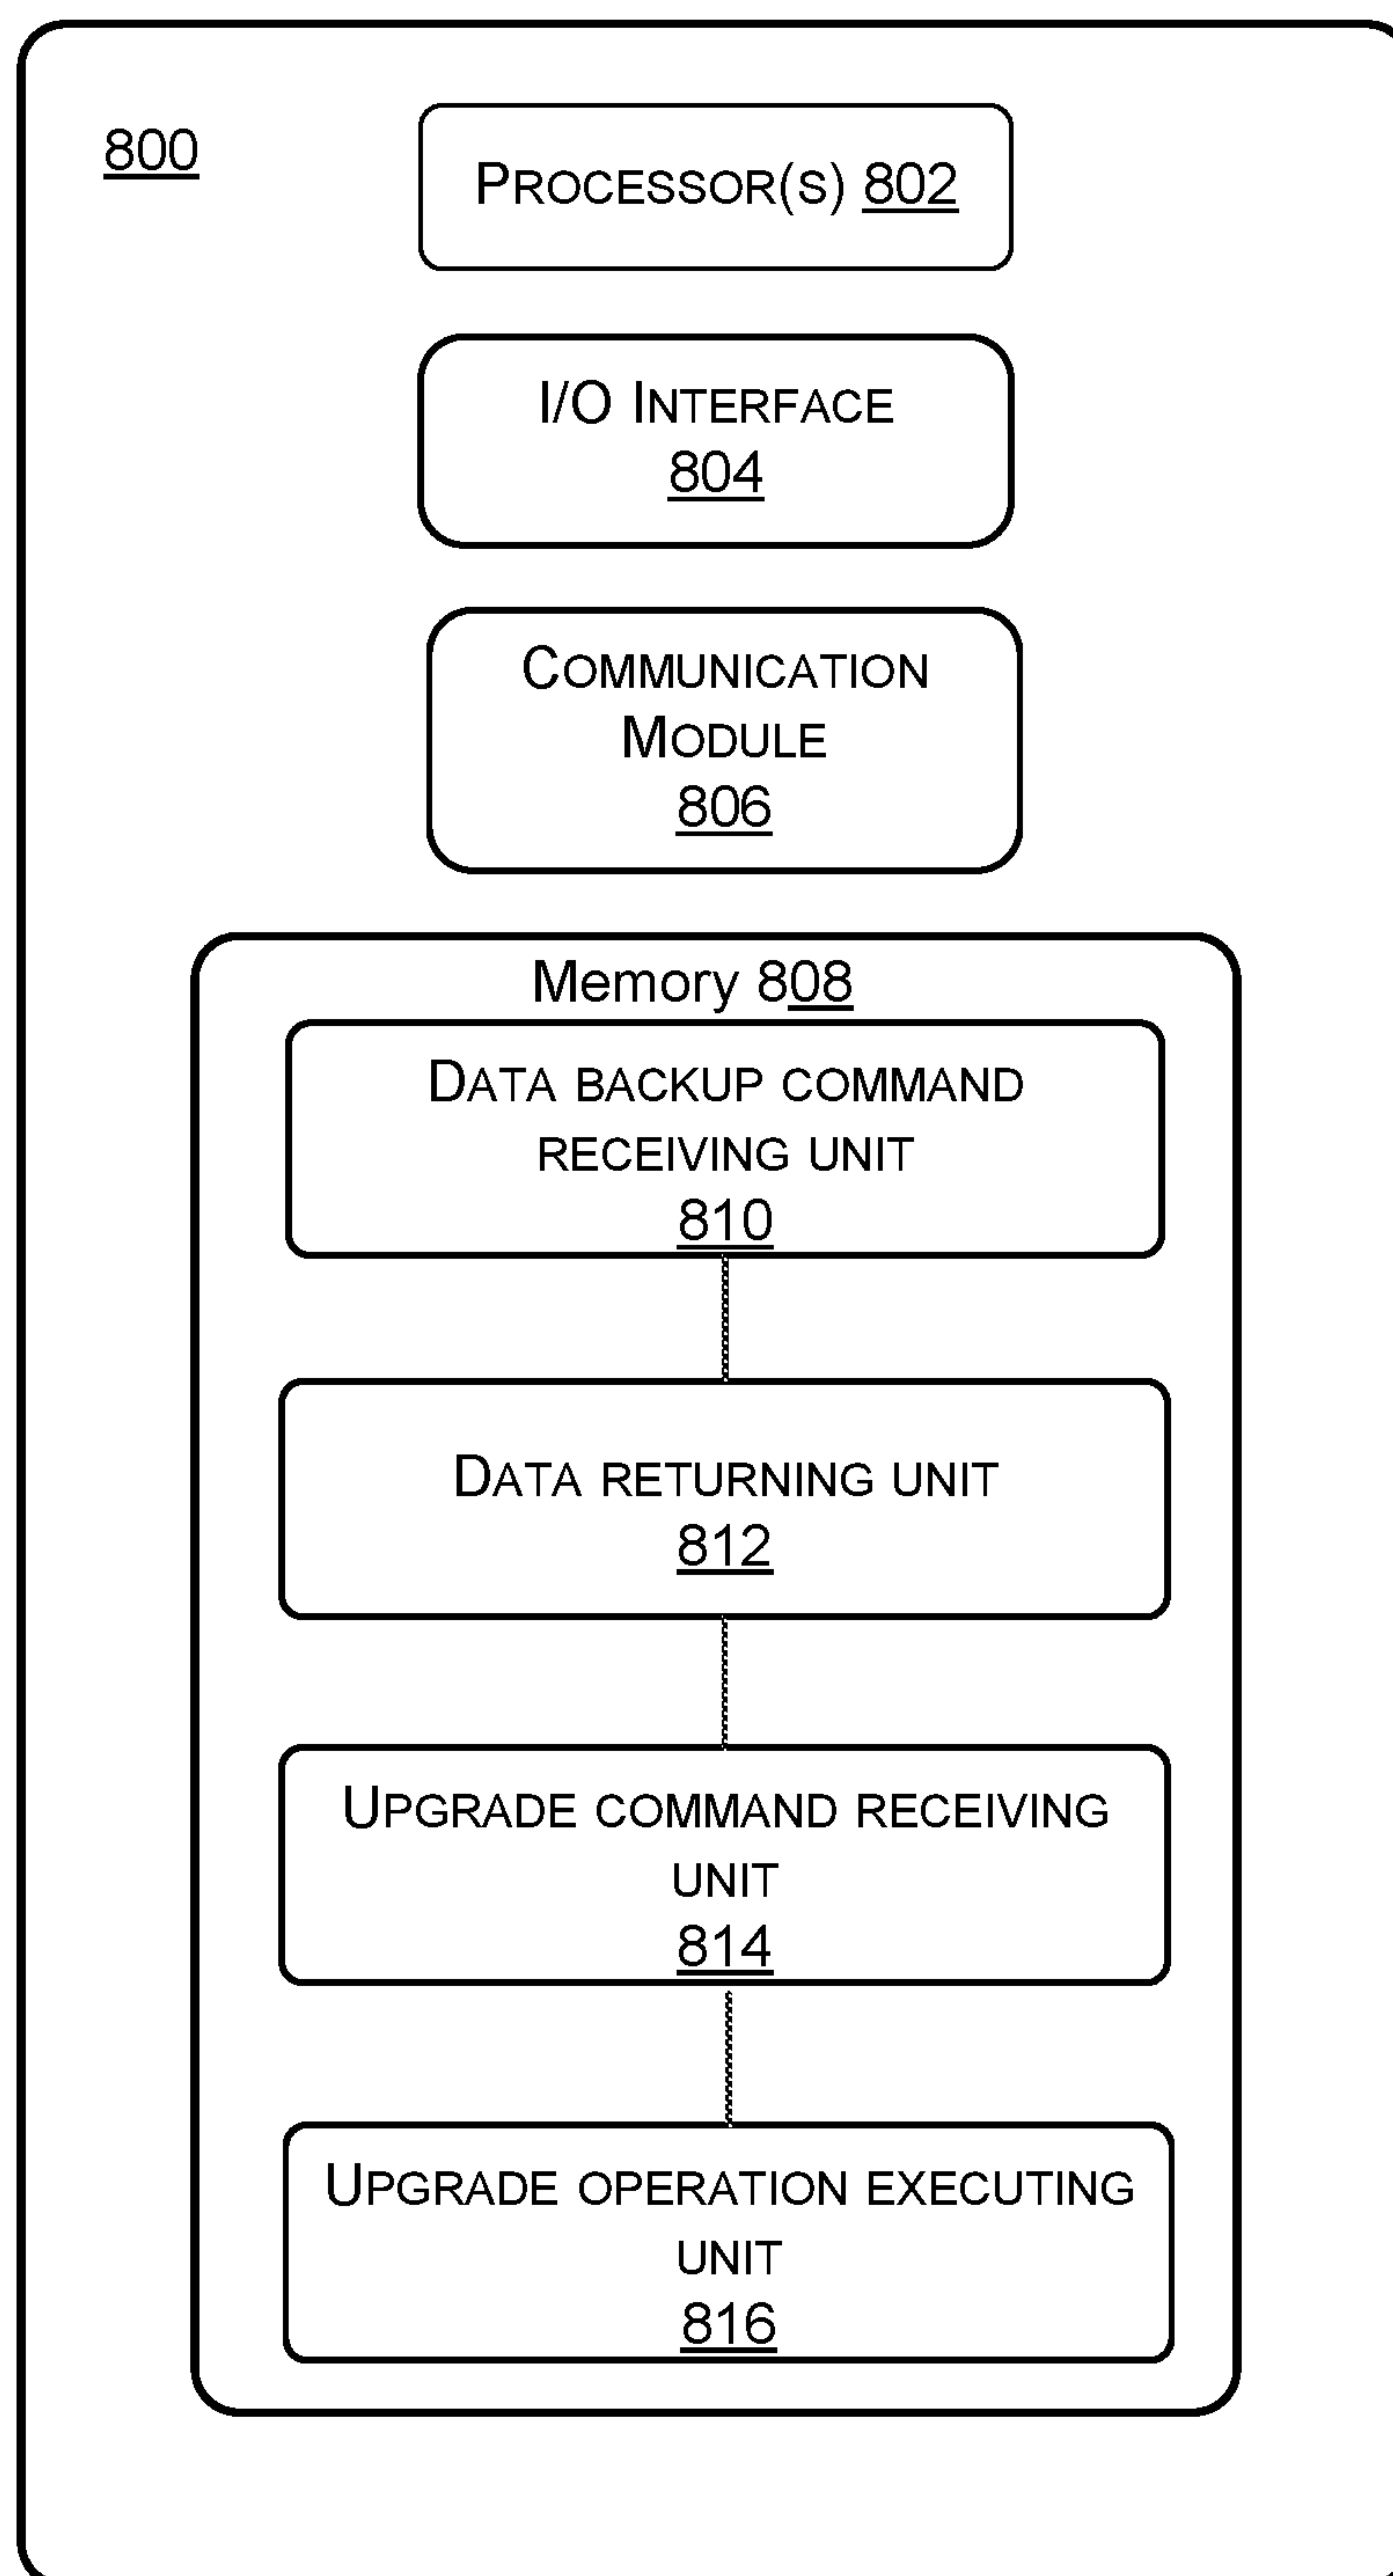 800
PROCESSOR(S) 802
I/O INTERFACE
804
COMMUNICATION
MODULE
806
Memory 808
DATA BACKUP COMMAND
RECEIVING UNIT
810
DATA RETURNING UNIT
812
UPGRADE COMMAND RECEIVING
UNIT
814
UPGRADE OPERATION EXECUTING
UNIT
816